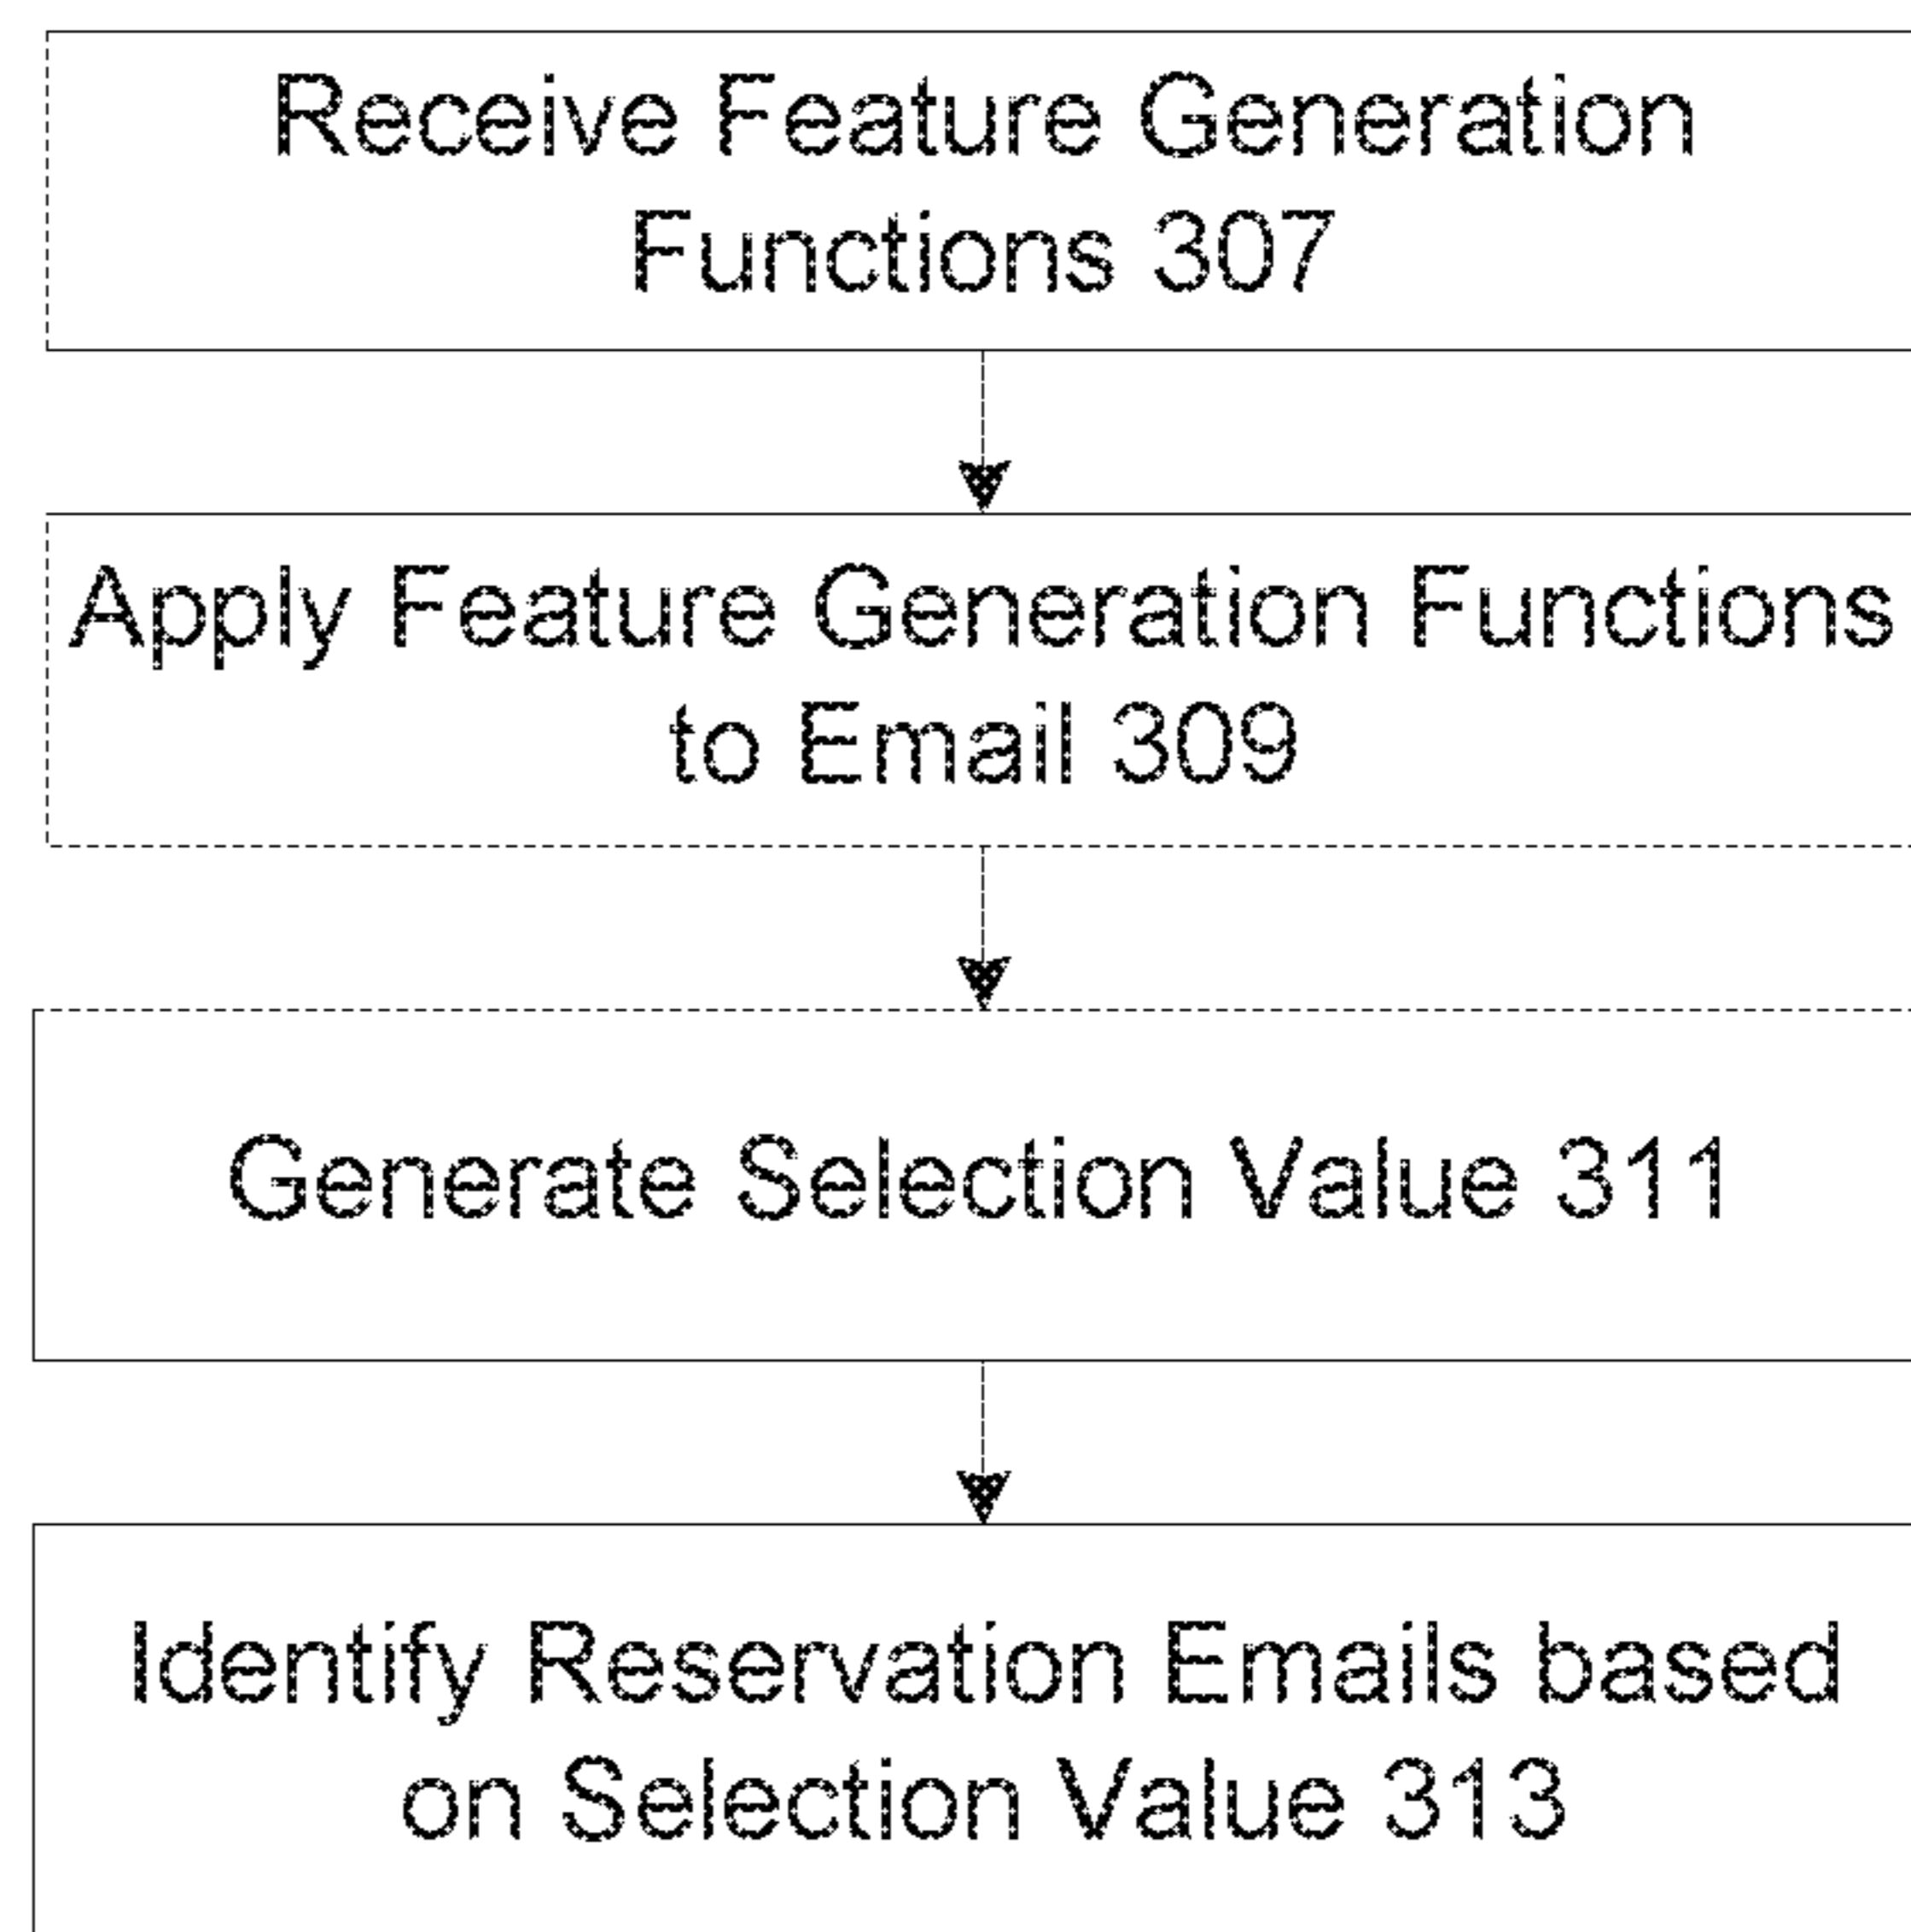 Receive Feature Generation
Functions 307
Apply Feature Generation Functions
to Email 309
Generate Selection Value 311
Identify Reservation Emails based
on Selection Value 313